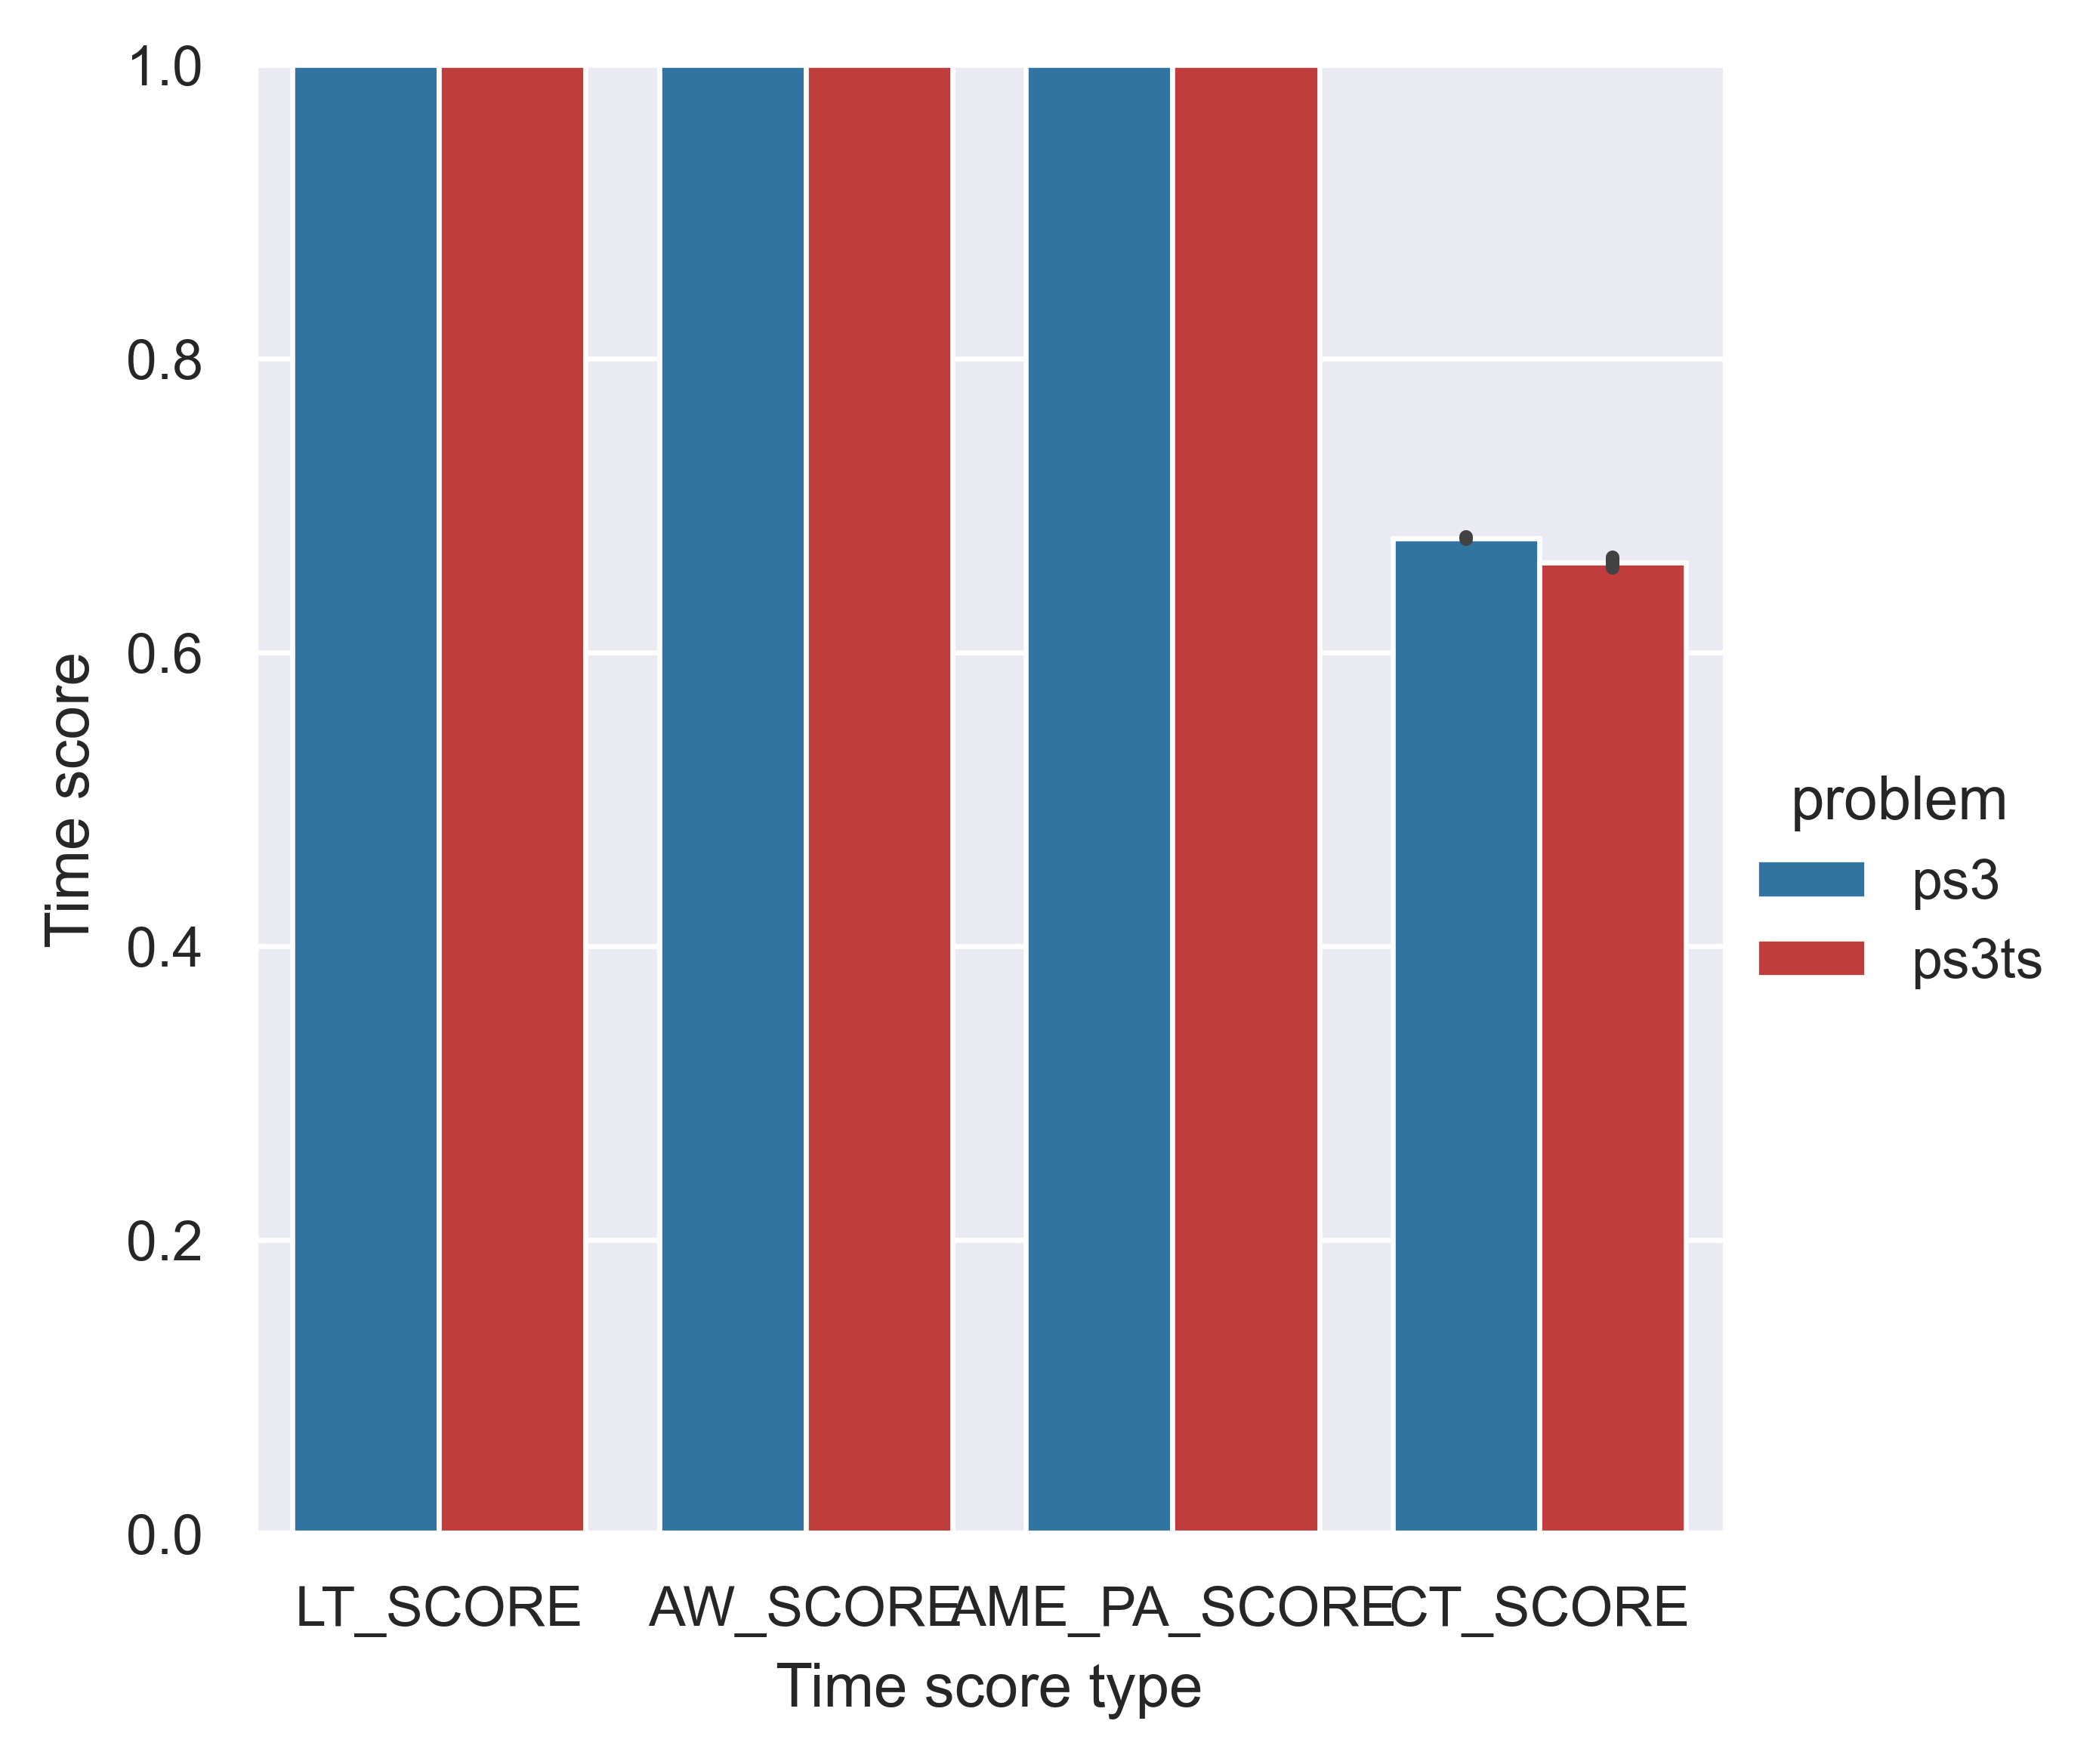 1.0
0.8
0.6
0.4
0.2
0.0
Time score
LT_SCORE AW_SCORE AME_PA_SCORE CT_SCORE
Time score type
problem
ps3
ps3ts